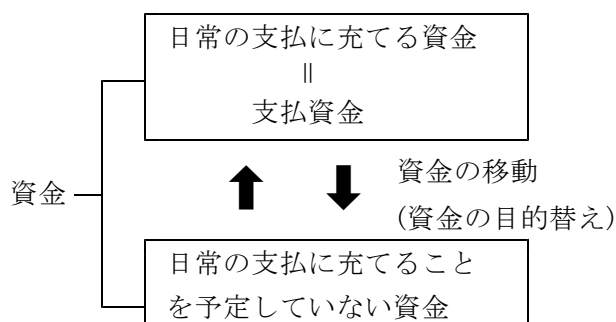 日常の支払に充てる資金
॥
支払資金
資金
資金の移動
(資金の目的替え)
日常の支払に充てること
を予定していない資金